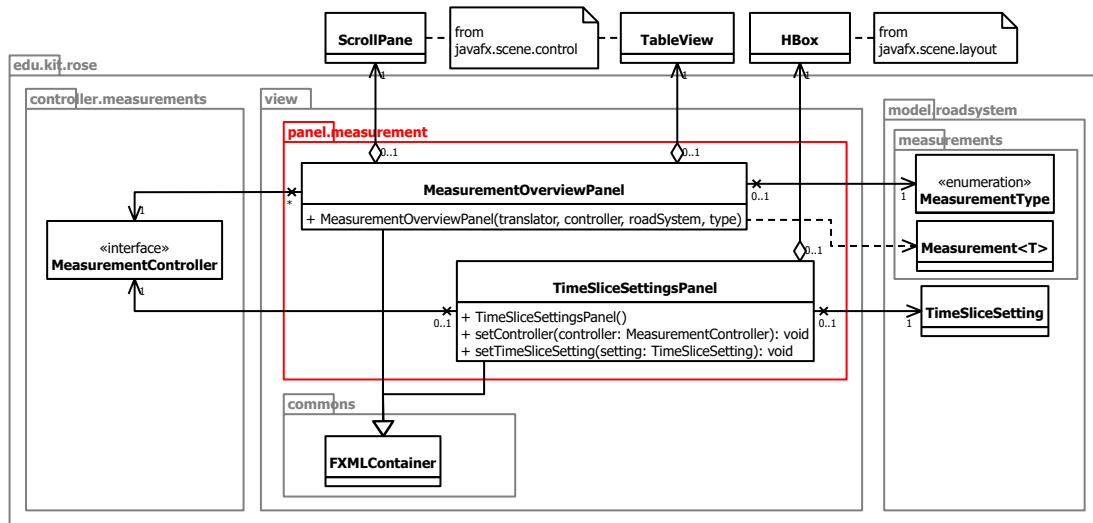 ScrollPane
from
javafx.scene.control
TableView
HBox
from
javafx.scene.layout
edu.kit.rose
1
1
1
controller.measurements
view
model.roadsystem
panel.measurement
measurements
0..1
0..1
MeasurementOverviewPanel
+ MeasurementOverviewPanel(translator, controller, roadSystem, type)
*
0..1
1
«enumeration»
MeasurementType
1
«interface»
MeasurementController
1
Measurement<T>
0..1
TimeSliceSettingsPanel
+ TimeSliceSettingsPanel()
+ setController(controller: MeasurementController): void
+ setTimeSliceSetting(setting: TimeSliceSetting): void
0..1
0..1
1
TimeSliceSetting
commons
FXMLContainer